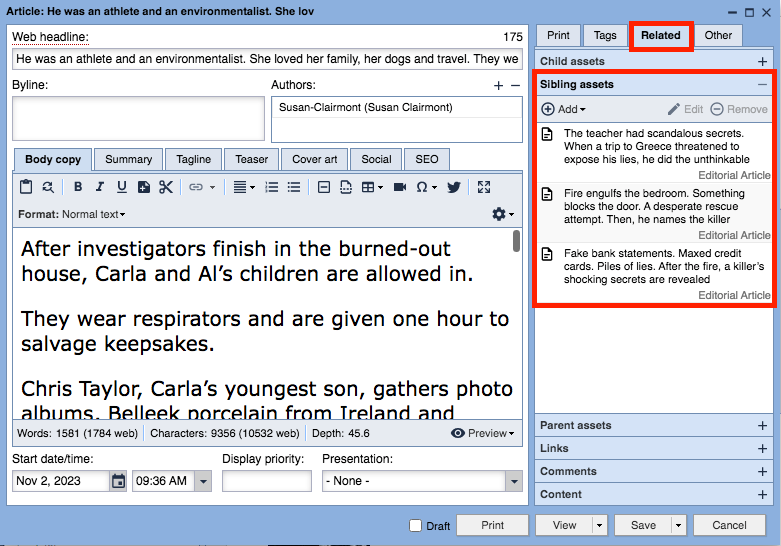 Article: He was an athlete and an environmentalist. She lov
Web headline:
175
He was an athlete and an environmentalist. She loved her family, her dogs and travel. They we
Byline:
Authors:
Susan-Clairmont (Susan Clairmont)
Body copy
Summary
Tagline
Teaser
Cover art
Social
SEO
B I U
Ω
Format: Normal text
After investigators finish in the burned-out
house, Carla and Al’s children are allowed in.
They wear respirators and are given one hour to
salvage keepsakes.
Chris Taylor, Carla’s youngest son, gathers photo
albums, Belleek porcelain from Ireland and
Words: 1581 (1784 web)
Characters: 9356 (10532 web)
Depth: 45.6
Preview
Start date/time:
Display priority:
Presentation:
Nov 2, 2023
09:36 AM
- None -
Print
Tags
Related
Other
Child assets
Sibling assets
Add
Edit
Remove
The teacher had scandalous secrets.
When a trip to Greece threatened to
expose his lies, he did the unthinkable
Editorial Article
Fire engulfs the bedroom. Something
blocks the door. A desperate rescue
attempt. Then, he names the killer
Editorial Article
Fake bank statements. Maxed credit
cards. Piles of lies. After the fire, a killer’s
shocking secrets are revealed
Editorial Article
Parent assets
Links
Comments
Content
Draft
Print
View
Save
Cancel